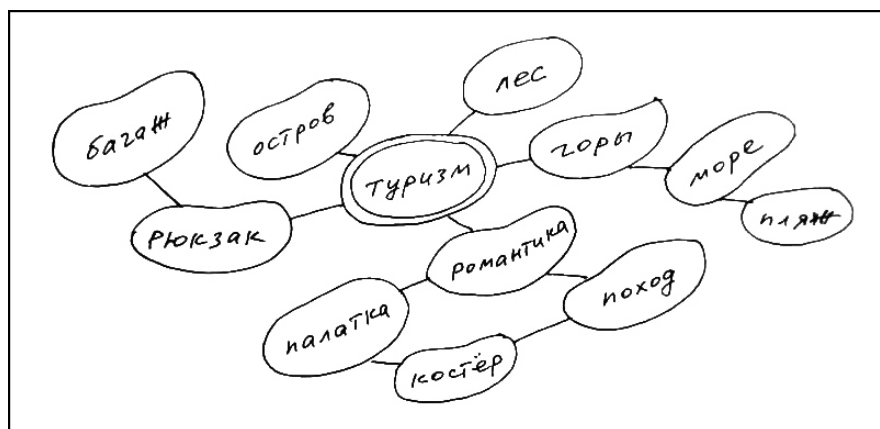 лес
багаж
остров
туризм
горы
море
пляж
рюкзак
романтика
поход
палатка
костёр